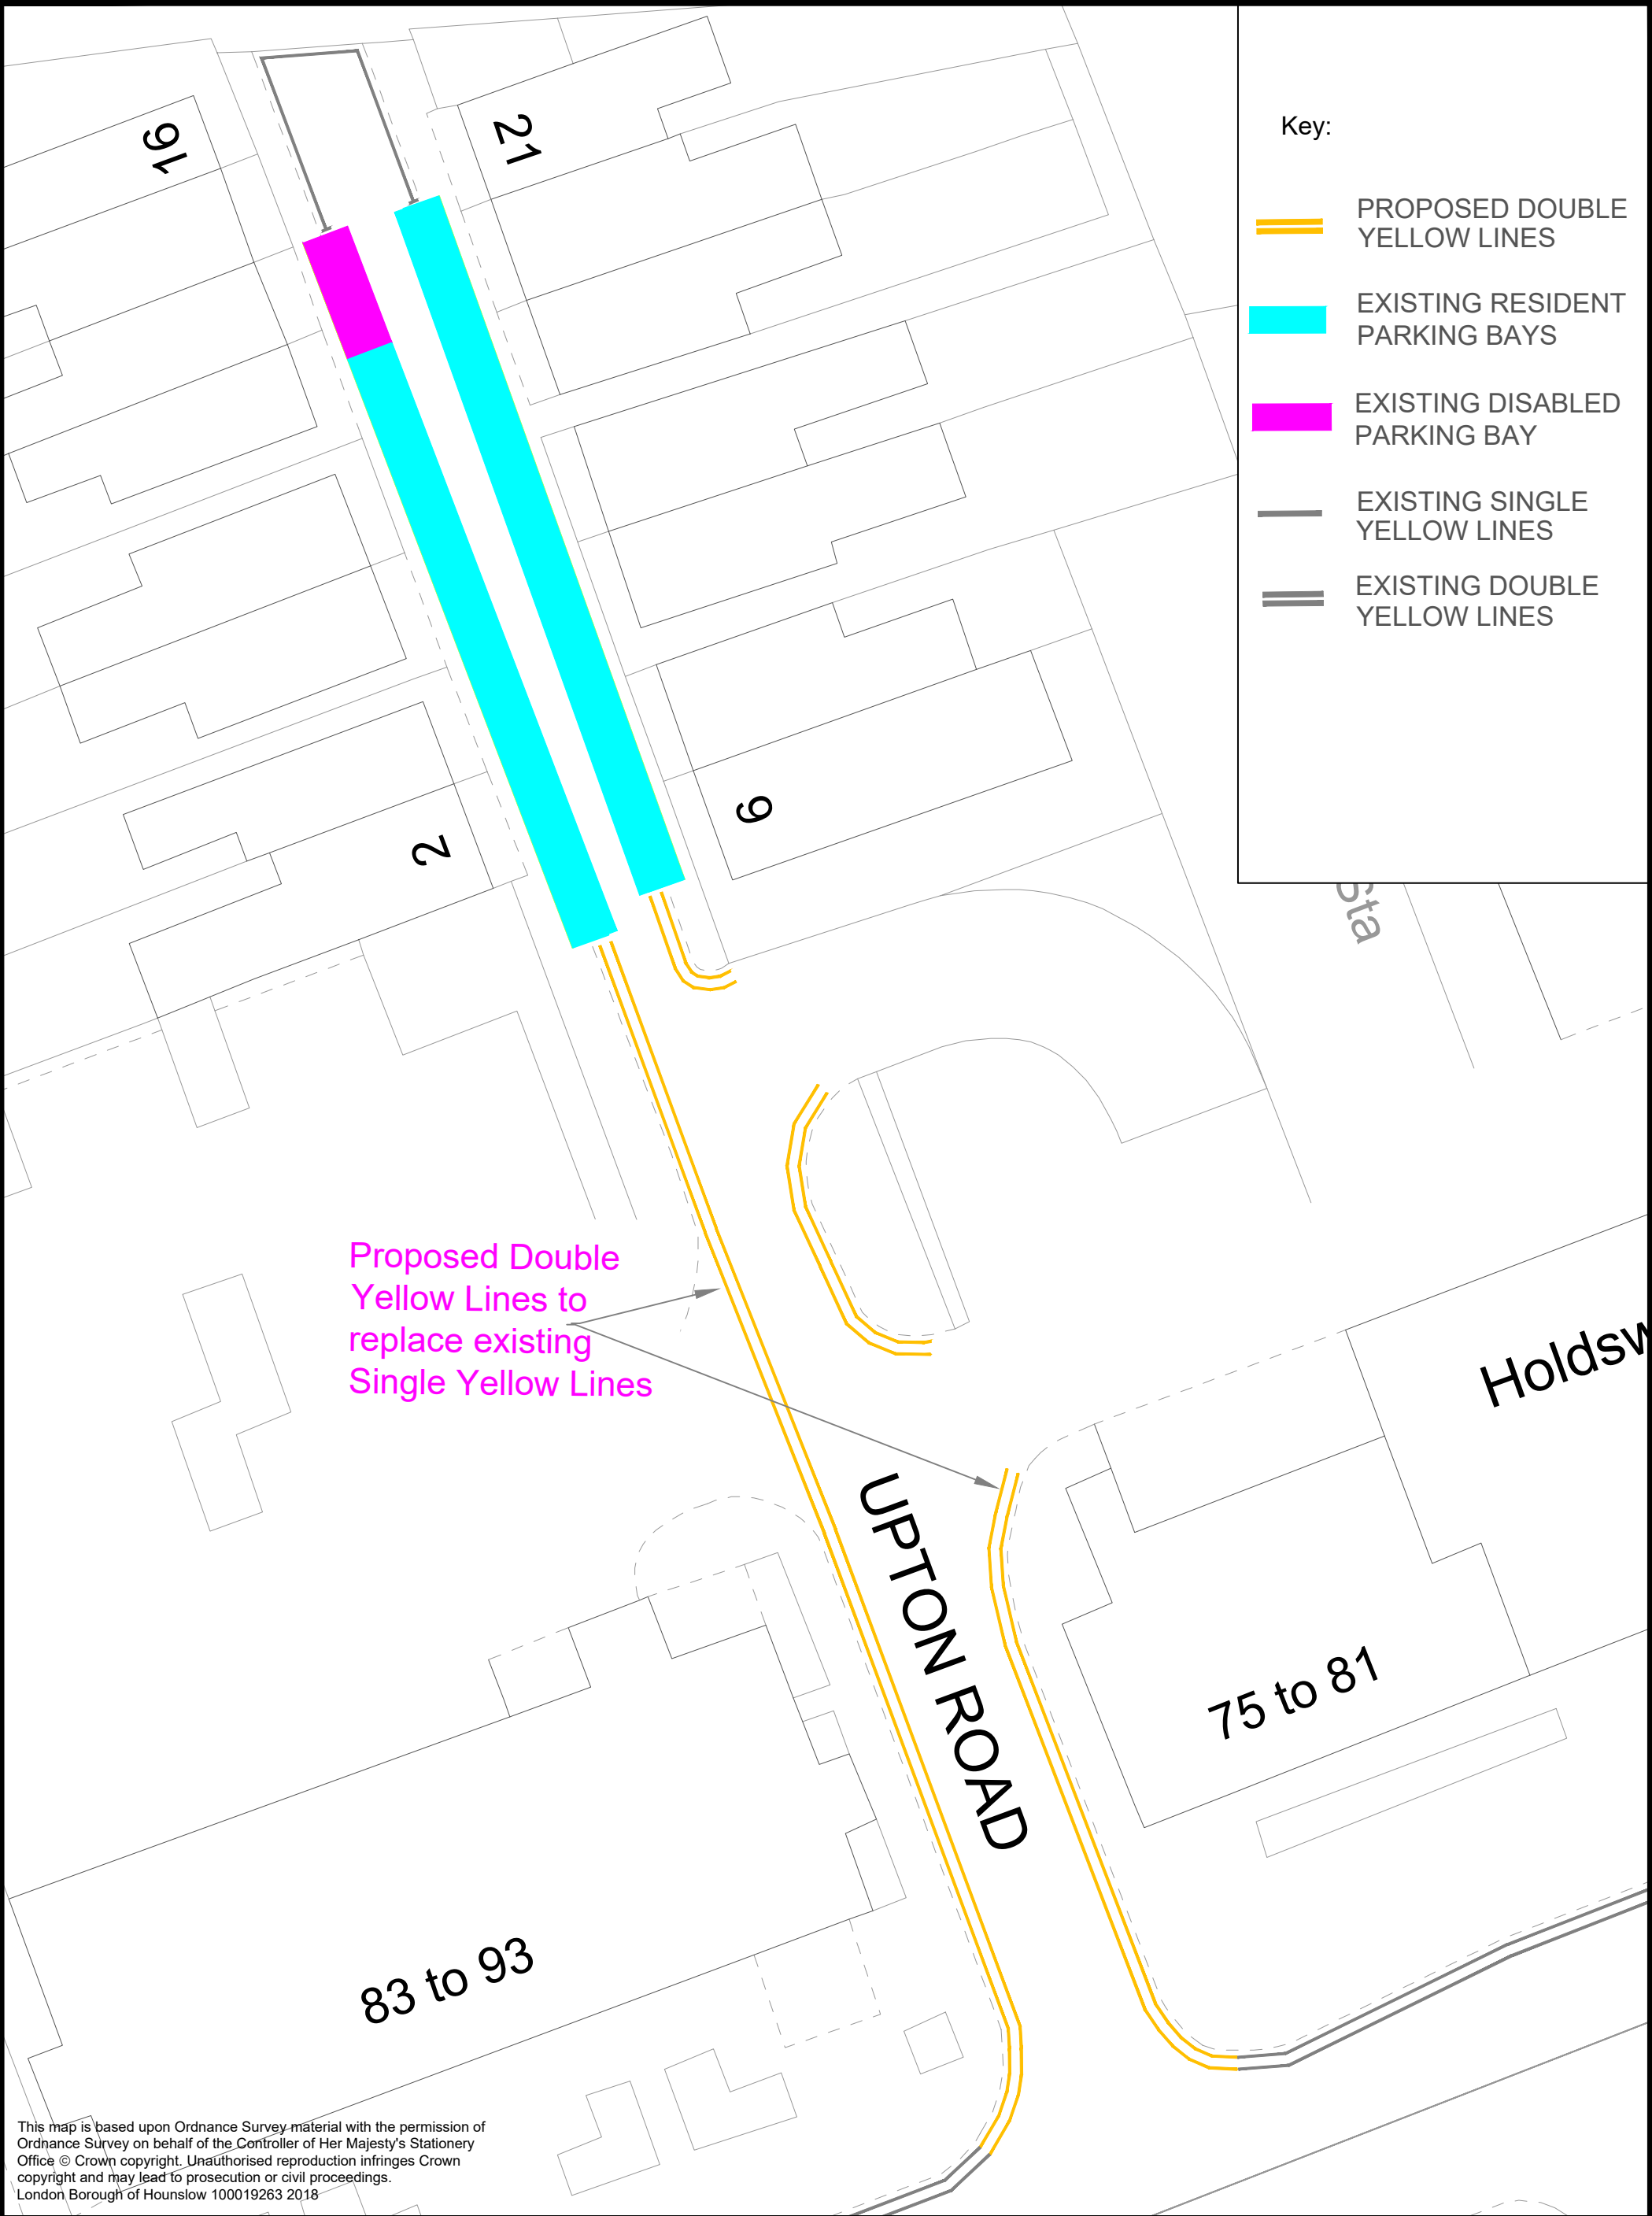 16
21
Key:
PROPOSED DOUBLE
YELLOW LINES
EXISTING RESIDENT
PARKING BAYS
EXISTING DISABLED
PARKING BAY
EXISTING SINGLE
YELLOW LINES
EXISTING DOUBLE
YELLOW LINES
2
9
Sta
Proposed Double
Yellow Lines to
replace existing
Single Yellow Lines
Holdsw
UPTON ROAD
75 to 81
83 to 93
This map is based upon Ordnance Survey material with the permission of
Ordnance Survey on behalf of the Controller of Her Majesty's Stationery
Office © Crown copyright. Unauthorised reproduction infringes Crown
copyright and may lead to prosecution or civil proceedings.
London Borough of Hounslow 100019263 2018